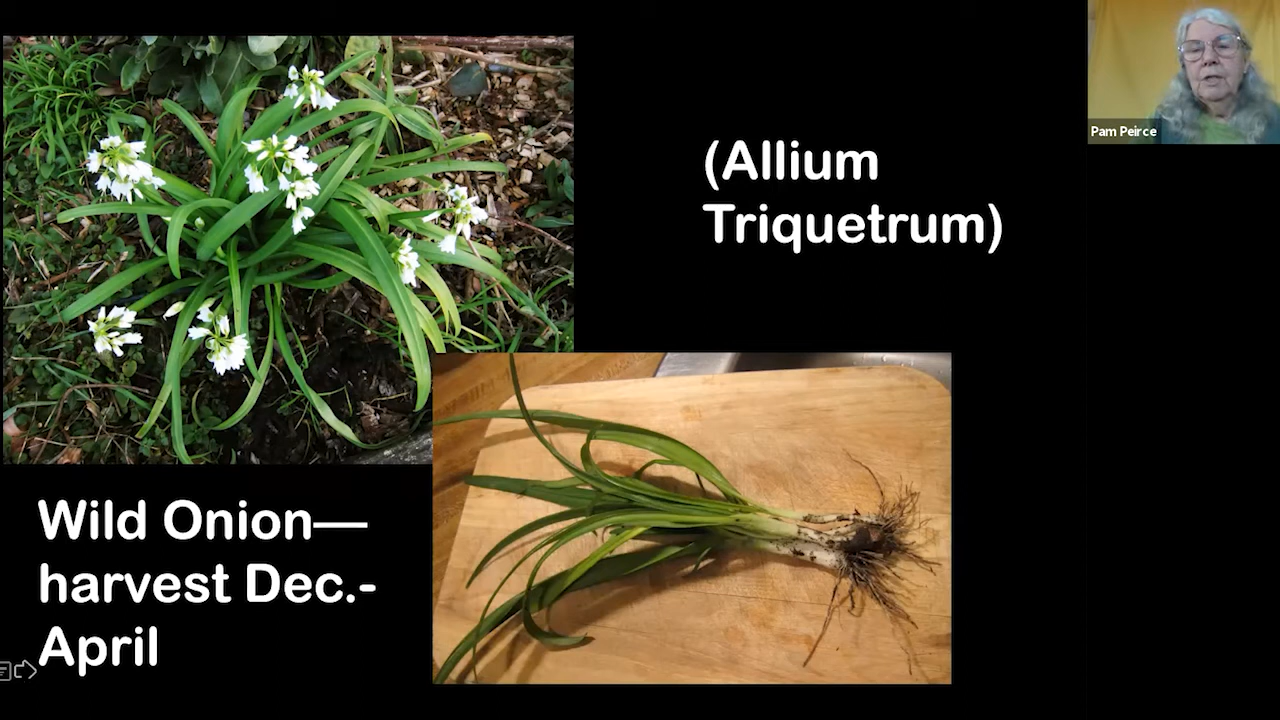 Pam Peirce
(Allium
Triquetrum)
Wild Onion—
harvest Dec.-
April